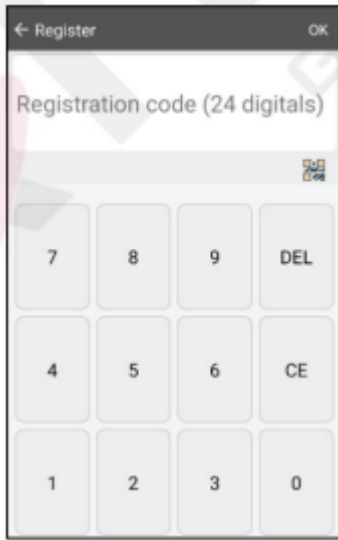 ← Register OK
Registration code (24 digitals)
7 8 9 DEL
4 5 6 CE
1 2 3 0